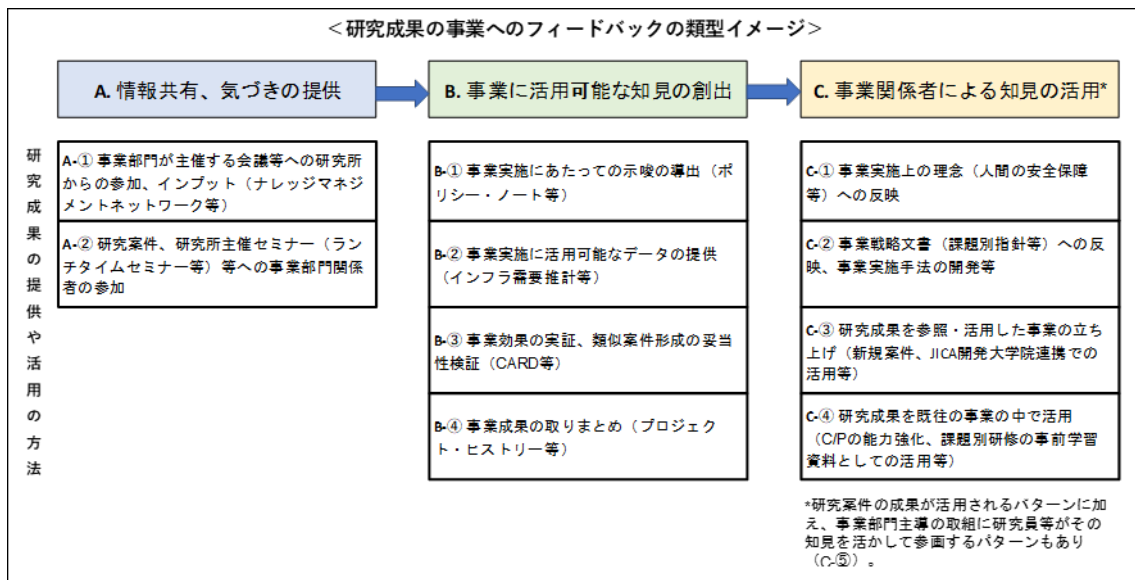 ＜研究成果の事業へのフィードバックの類型イメージ＞
A. 情報共有、気づきの提供
B. 事業に活用可能な知見の創出
C. 事業関係者による知見の活用*
研究成果の提供や活用の方法
A-① 事業部門が主催する会議等への研究所
からの参加、インプット（ナレッジマネジ
メントネットワーク等）
A-② 研究案件、研究所主催セミナー（ラン
チタイムセミナー等）等への事業部門関係
者の参加
B-① 事業実施にあたっての示唆の導出（ポ
リシー・ノート等）
B-② 事業実施に活用可能なデータの提供
（インフラ需要推計等）
B-③ 事業効果の実証、類似案件形成の妥当
性検証（CARD等）
B-④ 事業成果の取りまとめ（プロジェク
ト・ヒストリー等）
C-① 事業実施上の理念（人間の安全保障
等）への反映
C-② 事業戦略文書（課題別指針等）への反
映、事業実施手法の開発等
C-③ 研究成果を参照・活用した事業の立ち
上げ（新規案件、JICA開発大学院連携での
活用等）
C-④ 研究成果を既往の事業の中で活用
（C/Pの能力強化、課題別研修の事前学習
資料としての活用等）
*研究案件の成果が活用されるパターンに加
え、事業部門主導の取組に研究員等がその
知見を活かして参画するパターンもあり
（C-⑤）。